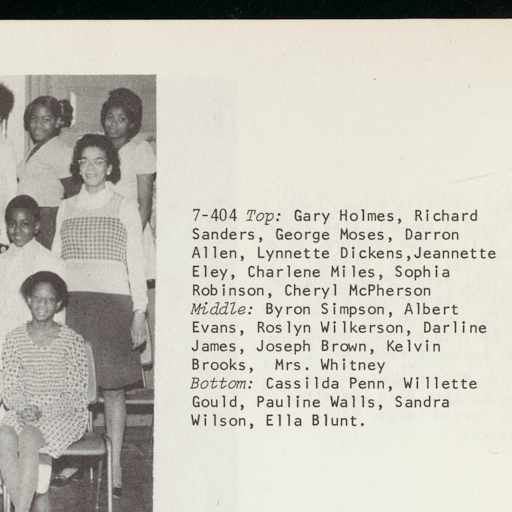 7-404 Top: Gary Holmes, Richard
Sanders, George Moses, Darron
Allen, Lynnette Dickens,Jeannette
Eley, Charlene Miles, Sophia
Robinson, Cheryl McPherson
Middle: Byron Simpson, Albert
Evans, Roslyn Wilkerson, Darline
James, Joseph Brown, Kelvin
Brooks, Mrs. Whitney
Bottom: Cassilda Penn, Willette
Gould, Pauline Walls, Sandra
Wilson, Ella Blunt.